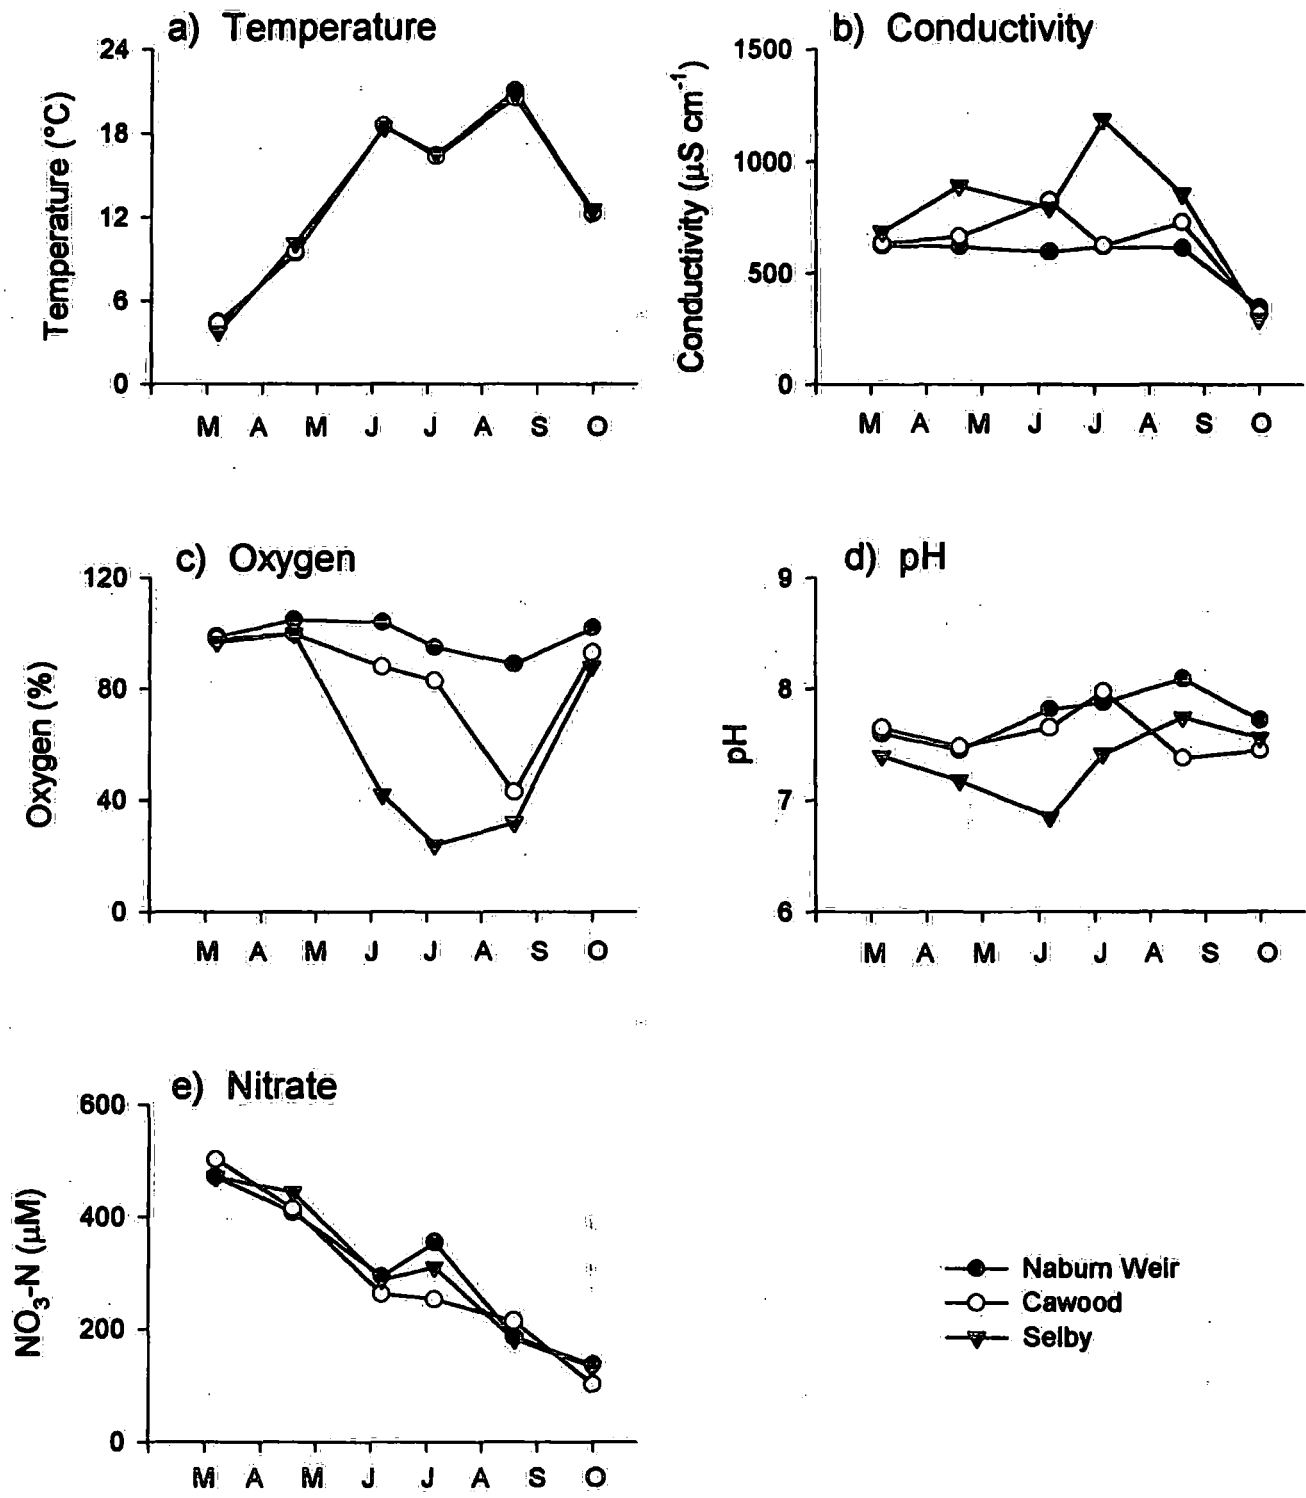 a) Temperature
24
18
12
6
0
Temperature (°C)
M A M J J A S O
b) Conductivity
1500
1000
500
0
Conductivity (µS cm⁻¹)
M A M J J A S O
c) Oxygen
120
80
40
0
Oxygen (%)
M A M J J A S O
d) pH
9
8
7
6
pH
M A M J J A S O
e) Nitrate
600
400
200
0
NO₃-N (µM)
M A M J J A S O
Nabum Weir
Cawood
Selby